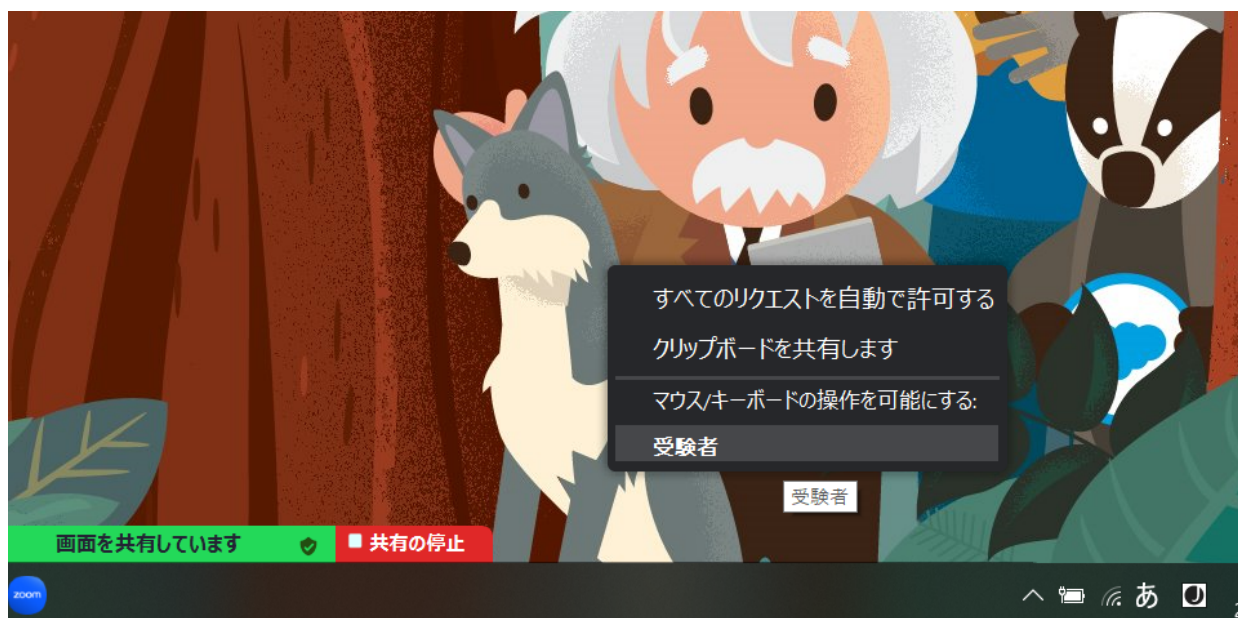 すべてのリクエストを自動で許可する
クリップボードを共有します
マウス/キーボードの操作を可能にする:
受験者
受験者
画面を共有しています
共有の停止
zoom
あ
J